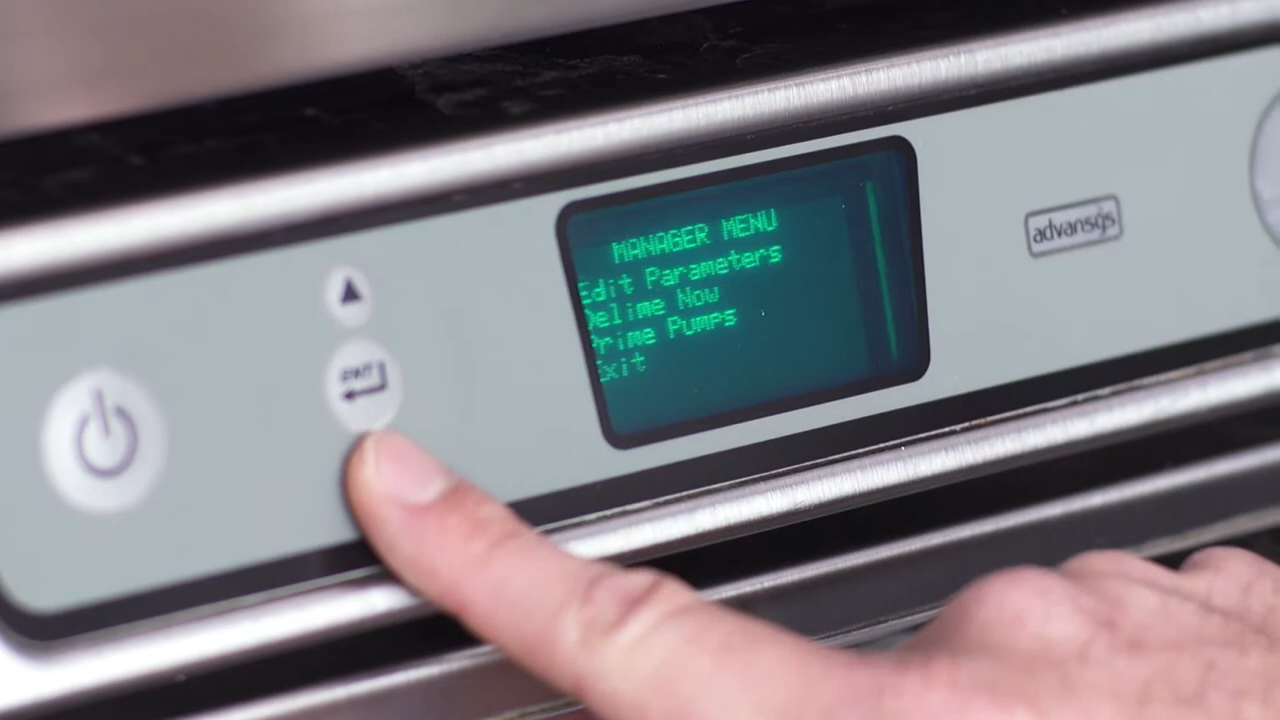 MANAGER MENU
Edit Parameters
Delime Now
Prime Pumps
Exit
ENT
advansys